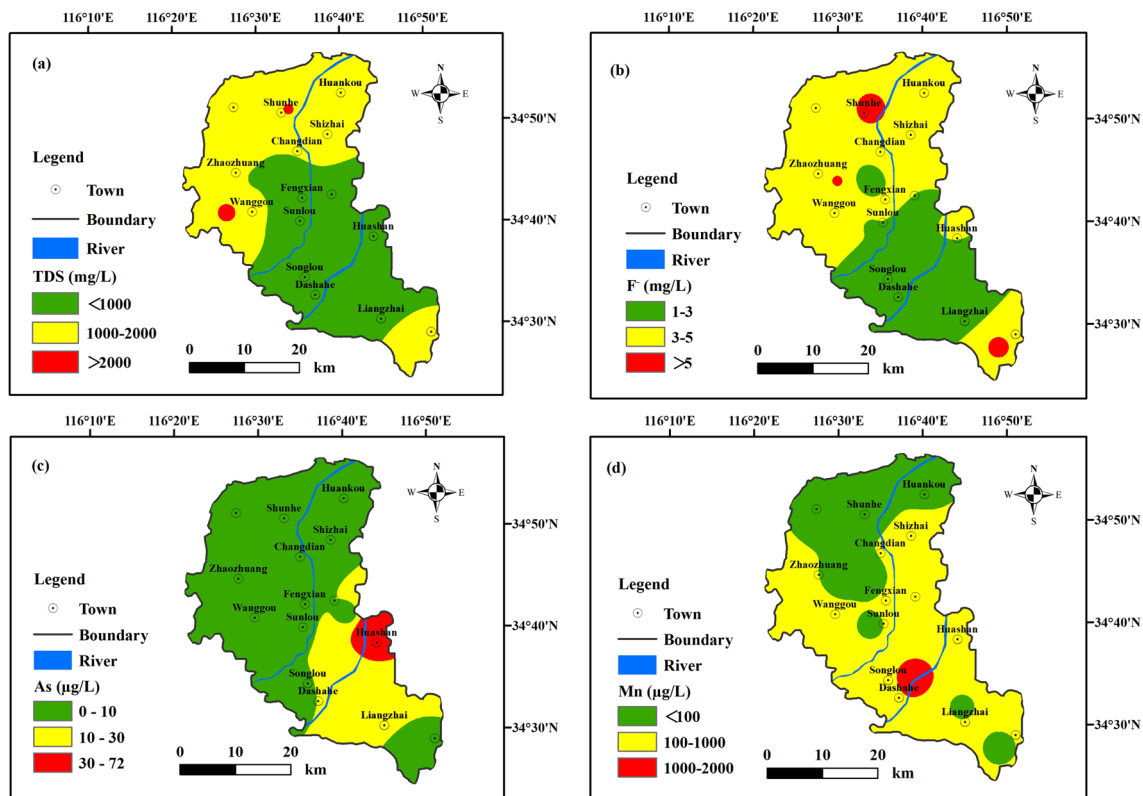 116°10'E 116°20'E 116°30'E 116°40'E 116°50'E
(a)
N
W E
S
Huankou
Shunhe
34°50'N
Shizhai
Changdian
Legend
Zhaozhuang
Town
Fengxian
Wanggou
34°40'N
Boundary
Sunlou
Huashan
River
TDS (mg/L)
Songlou
Dashahe
<1000
Liangzhai
34°30'N
1000-2000
>2000
0 10 20
km
116°10'E 116°20'E 116°30'E 116°40'E 116°50'E
(b)
N
W E
S
Huankou
Shunhe
34°50'N
Shizhai
Changdian
Legend
Zhaozhuang
Town
Fengxian
Wanggou
34°40'N
Sunlou
Boundary
Huashan
River
F- (mg/L)
Songlou
Dashahe
1-3
Liangzhai
34°30'N
3-5
>5
0 10 20
km
116°10'E 116°20'E 116°30'E 116°40'E 116°50'E
(c)
N
W E
S
Huankou
Shunhe
34°50'N
Shizhai
Changdian
Legend
Zhaozhuang
Town
Fengxian
Wanggou
34°40'N
Sunlou
Boundary
Huashan
River
As (μg/L)
Songlou
Dashahe
0 - 10
Liangzhai
34°30'N
10 - 30
30 - 72
0 10 20
km
116°10'E 116°20'E 116°30'E 116°40'E 116°50'E
(d)
N
W E
S
Huankou
Shunhe
34°50'N
Shizhai
Changdian
Legend
Zhaozhuang
Town
Fengxian
Wanggou
34°40'N
Sunlou
Boundary
Huashan
River
Mn (μg/L)
Songlou
Dashahe
<100
Liangzhai
34°30'N
100-1000
1000-2000
0 10 20
km